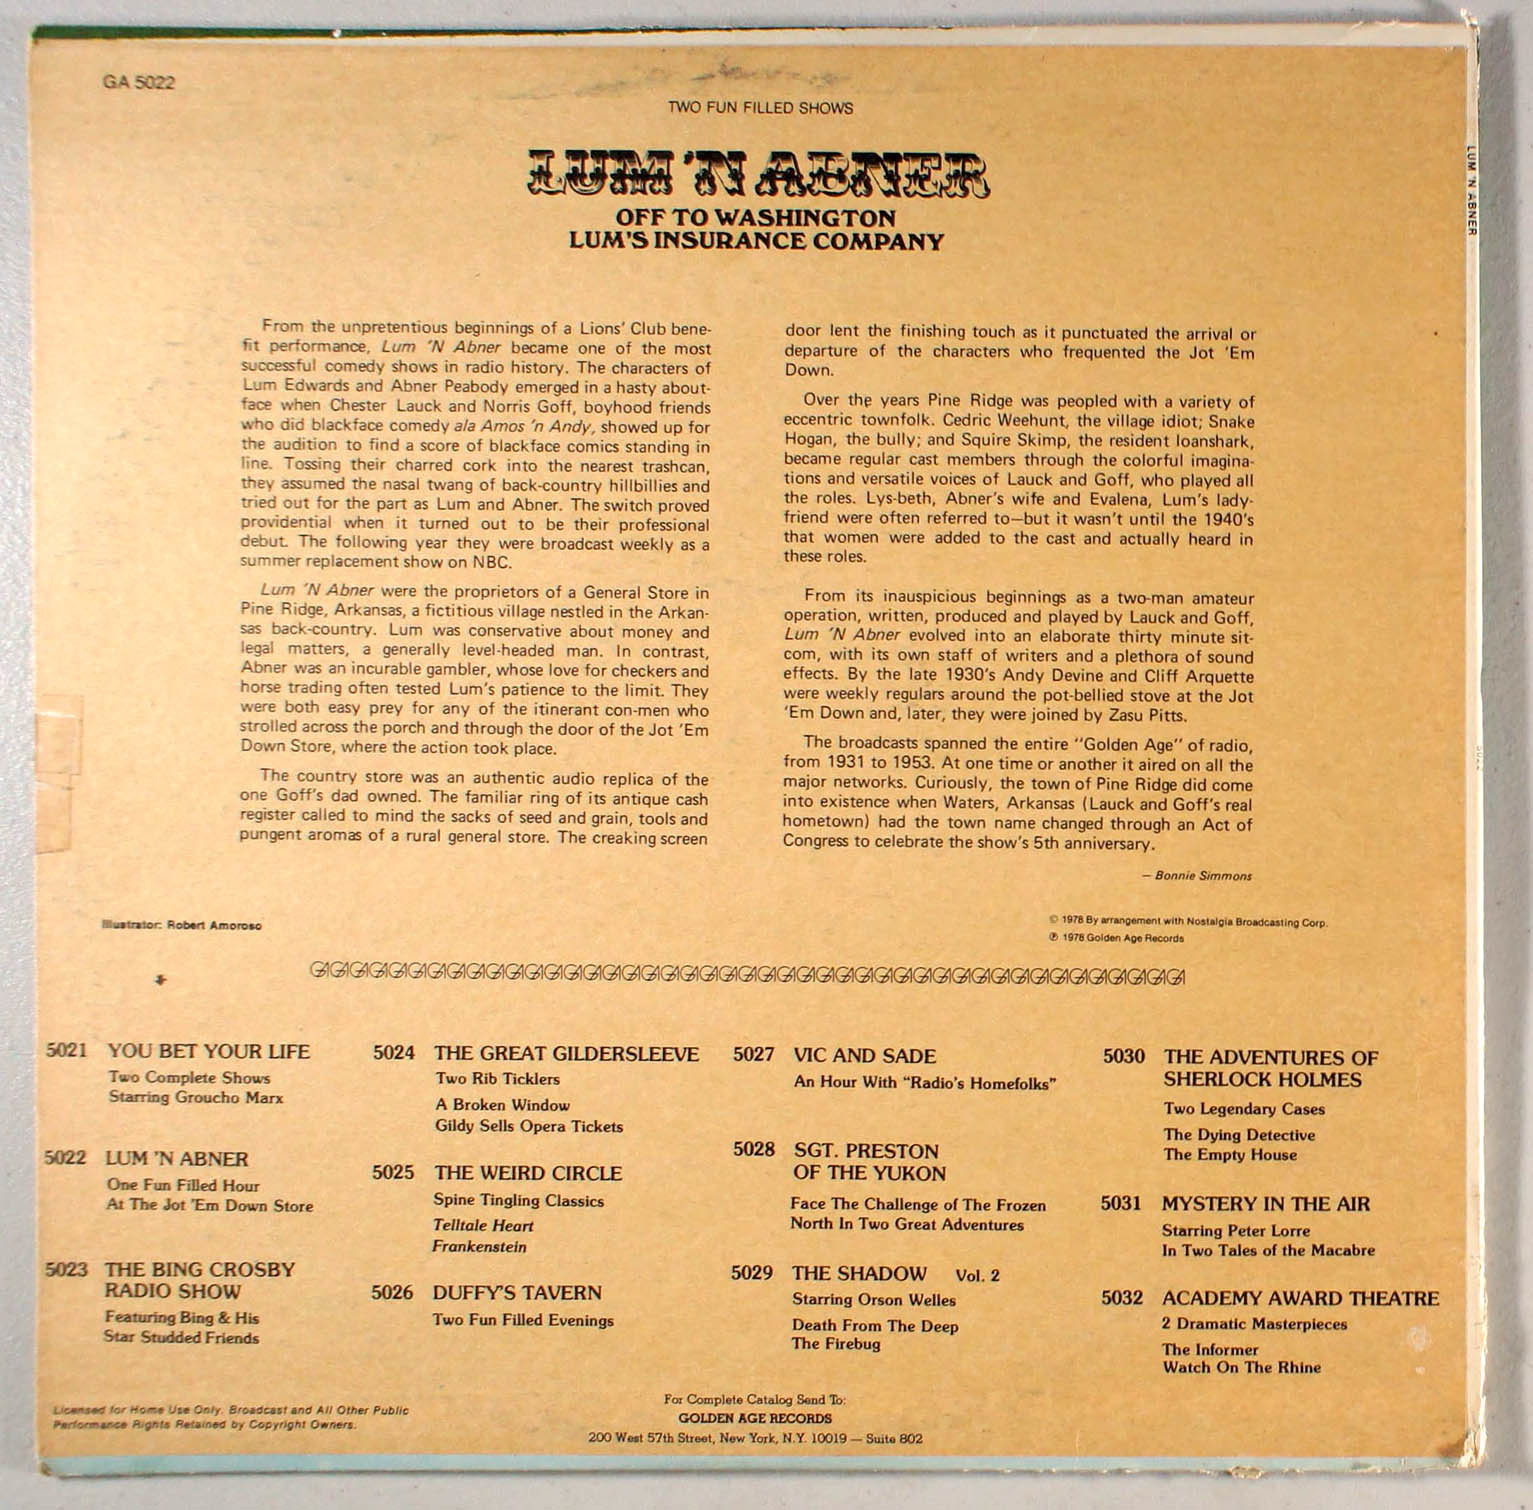 GA 5022
TWO FUN FILLED SHOWS
LUM 'N ABNER
OFF TO WASHINGTON
LUM'S INSURANCE COMPANY
From the unpretentious beginnings of a Lions' Club bene-
fit performance, Lum 'N Abner became one of the most
successful comedy shows in radio history. The characters of
Lum Edwards and Abner Peabody emerged in a hasty about-
face when Chester Lauck and Norris Goff, boyhood friends
who did blackface comedy ala Amos 'n Andy, showed up for
the audition to find a score of blackface comics standing in
line. Tossing their charred cork into the nearest trashcan,
they assumed the nasal twang of back-country hillbillies and
tried out for the part as Lum and Abner. The switch proved
providential when it turned out to be their professional
debut. The following year they were broadcast weekly as a
summer replacement show on NBC.
Lum 'N Abner were the proprietors of a General Store in
Pine Ridge, Arkansas, a fictitious village nestled in the Arkan-
sas back-country. Lum was conservative about money and
legal matters, a generally level-headed man. In contrast,
Abner was an incurable gambler, whose love for checkers and
horse trading often tested Lum's patience to the limit. They
were both easy prey for any of the itinerant con-men who
strolled across the porch and through the door of the Jot 'Em
Down Store, where the action took place.
The country store was an authentic audio replica of the
one Goff's dad owned. The familiar ring of its antique cash
register called to mind the sacks of seed and grain, tools and
pungent aromas of a rural general store. The creaking screen
door lent the finishing touch as it punctuated the arrival or
departure of the characters who frequented the Jot 'Em
Down.
Over the years Pine Ridge was peopled with a variety of
eccentric townfolk. Cedric Weehunt, the village idiot; Snake
Hogan, the bully; and Squire Skimp, the resident loanshark,
became regular cast members through the colorful imagina-
tions and versatile voices of Lauck and Goff, who played all
the roles. Lys-beth, Abner's wife and Evalena, Lum's lady-
friend were often referred to—but it wasn't until the 1940's
that women were added to the cast and actually heard in
these roles.
From its inauspicious beginnings as a two-man amateur
operation, written, produced and played by Lauck and Goff,
Lum 'N Abner evolved into an elaborate thirty minute sit-
com, with its own staff of writers and a plethora of sound
effects. By the late 1930's Andy Devine and Cliff Arquette
were weekly regulars around the pot-bellied stove at the Jot
'Em Down and, later, they were joined by Zasu Pitts.
The broadcasts spanned the entire "Golden Age" of radio,
from 1931 to 1953. At one time or another it aired on all the
major networks. Curiously, the town of Pine Ridge did come
into existence when Waters, Arkansas (Lauck and Goff's real
hometown) had the town name changed through an Act of
Congress to celebrate the show's 5th anniversary.
— Bonnie Simmons
Illustrator: Robert Amoroso
© 1978 By arrangement with Nostalgia Broadcasting Corp.
℗ 1978 Golden Age Records
5021 YOU BET YOUR LIFE
Two Complete Shows
Starring Groucho Marx
5022 LUM 'N ABNER
One Fun Filled Hour
At The Jot 'Em Down Store
5023 THE BING CROSBY
RADIO SHOW
Featuring Bing & His
Star Studded Friends
5024 THE GREAT GILDERSLEEVE
Two Rib Ticklers
A Broken Window
Gildy Sells Opera Tickets
5025 THE WEIRD CIRCLE
Spine Tingling Classics
Telltale Heart
Frankenstein
5026 DUFFY'S TAVERN
Two Fun Filled Evenings
5027 VIC AND SADE
An Hour With "Radio's Homefolks"
5028 SGT. PRESTON
OF THE YUKON
Face The Challenge of The Frozen
North In Two Great Adventures
5029 THE SHADOW Vol. 2
Starring Orson Welles
Death From The Deep
The Firebug
5030 THE ADVENTURES OF
SHERLOCK HOLMES
Two Legendary Cases
The Dying Detective
The Empty House
5031 MYSTERY IN THE AIR
Starring Peter Lorre
In Two Tales of the Macabre
5032 ACADEMY AWARD THEATRE
2 Dramatic Masterpieces
The Informer
Watch On The Rhine
Licensed for Home Use Only. Broadcast and All Other Public
Performance Rights Retained by Copyright Owners.
For Complete Catalog Send To:
GOLDEN AGE RECORDS
200 West 57th Street, New York, N.Y. 10019 — Suite 802
LUM 'N ABNER
5022